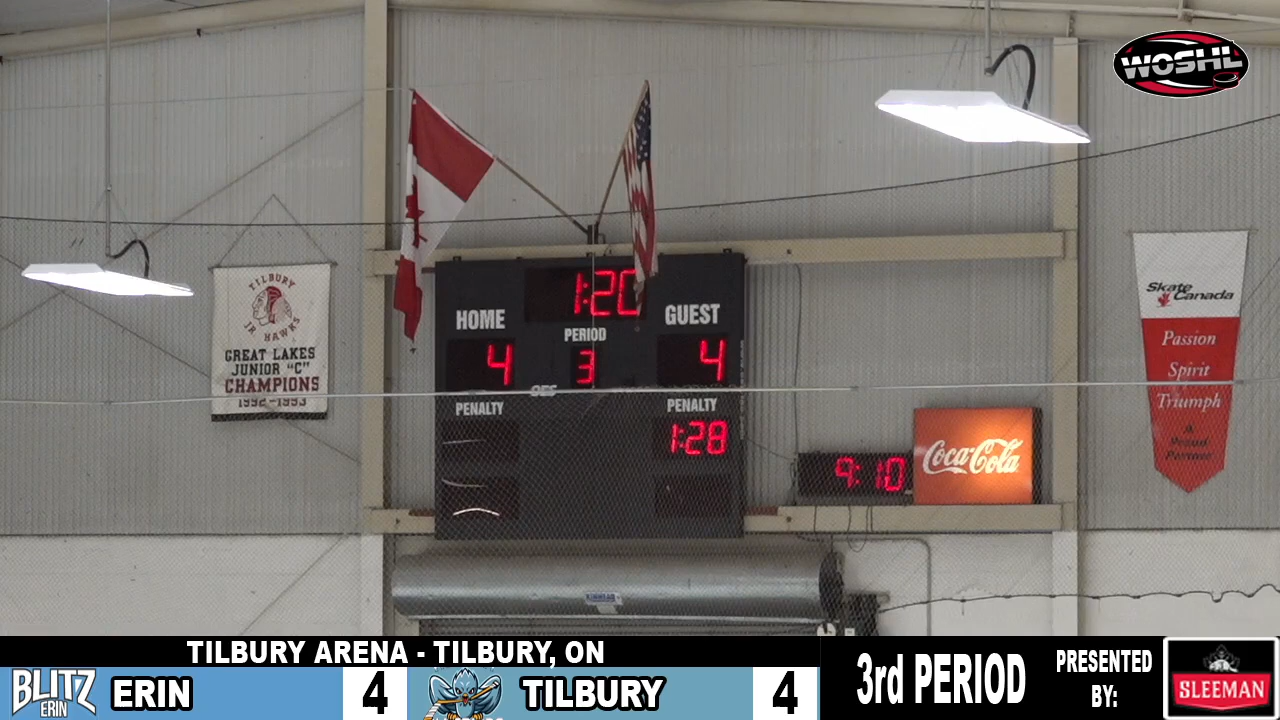 WOSHL
1:20
HOME
GUEST
PERIOD
4
3
4
PENALTY
PENALTY
1:28
TILBURY
JR. HAWKS
GREAT LAKES
JUNIOR "C"
CHAMPIONS
1992-1993
9:10
Coca-Cola
Skate
Canada
Passion
Spirit
Triumph
A
Proud
Partner
TILBURY ARENA - TILBURY, ON
BLITZ
ERIN
ERIN
4
TILBURY
4
3rd PERIOD
PRESENTED
BY:
SLEEMAN